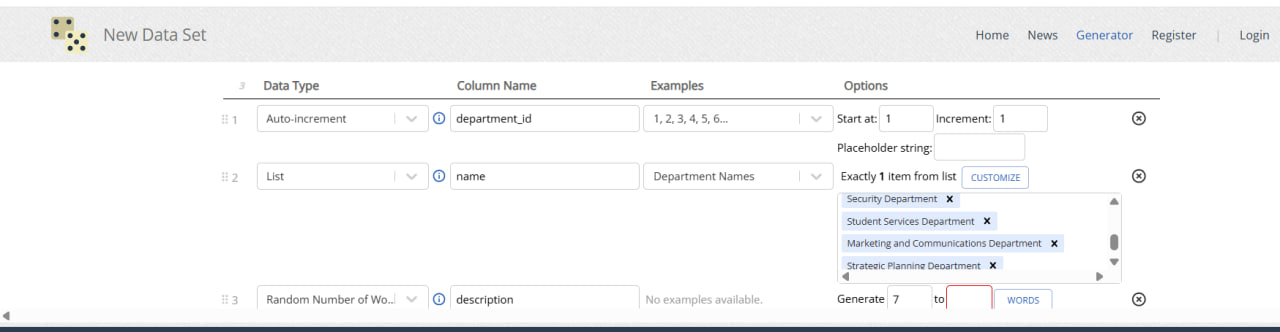 New Data Set
Home News Generator Register | Login
3 Data Type Column Name Examples Options
1 Auto-increment department_id 1, 2, 3, 4, 5, 6... Start at: 1 Increment: 1
Placeholder string:
2 List name Department Names Exactly 1 item from list CUSTOMIZE
Security Department x
Student Services Department x
Marketing and Communications Department x
Strategic Planning Department x
3 Random Number of Wo.. description No examples available. Generate 7 to WORDS